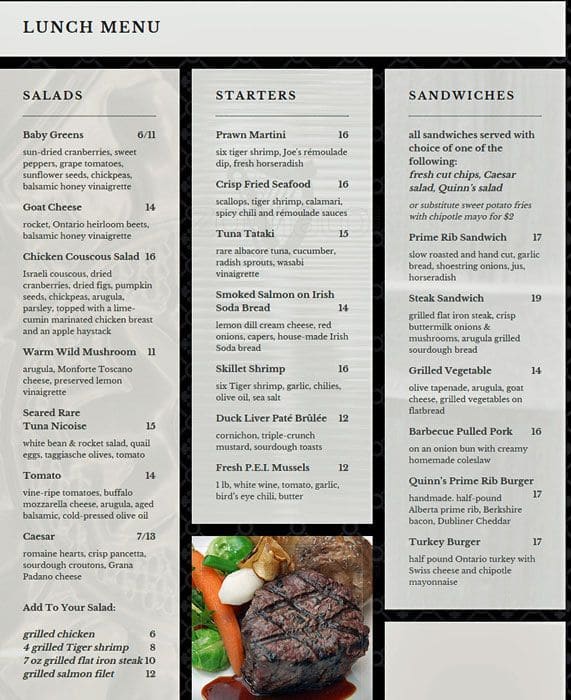 LUNCH MENU
SALADS
Baby Greens 6/11
sun-dried cranberries, sweet
peppers, grape tomatoes,
sunflower seeds, chickpeas,
balsamic honey vinaigrette
Goat Cheese 14
rocket, Ontario heirloom beets,
balsamic honey vinaigrette
Chicken Couscous Salad 16
Israeli couscous, dried
cranberries, dried figs, pumpkin
seeds, chickpeas, arugula,
parsley, topped with a lime-
cumin marinated chicken breast
and an apple haystack
Warm Wild Mushroom 11
arugula, Monforte Toscano
cheese, preserved lemon
vinaigrette
Seared Rare
Tuna Nicoise 15
white bean & rocket salad, quail
eggs, taggiasche olives, tomato
Tomato 14
vine-ripe tomatoes, buffalo
mozzarella cheese, arugula, aged
balsamic, cold-pressed olive oil
Caesar 7/13
romaine hearts, crisp pancetta,
sourdough croutons, Grana
Padano cheese
Add To Your Salad:
grilled chicken 6
4 grilled Tiger shrimp 8
7 oz grilled flat iron steak 10
grilled salmon filet 12
STARTERS
Prawn Martini 16
six tiger shrimp, Joe's rémoulade
dip, fresh horseradish
Crisp Fried Seafood 16
scallops, tiger shrimp, calamari,
spicy chili and rémoulade sauces
Tuna Tataki 15
rare albacore tuna, cucumber,
radish sprouts, wasabi
vinaigrette
Smoked Salmon on Irish
Soda Bread 14
lemon dill cream cheese, red
onions, capers, house-made Irish
Soda bread
Skillet Shrimp 16
six Tiger shrimp, garlic, chilies,
olive oil, sea salt
Duck Liver Paté Brûlée 12
cornichon, triple-crunch
mustard, sourdough toasts
Fresh P.E.I. Mussels 12
1 lb, white wine, tomato, garlic,
bird's eye chili, butter
SANDWICHES
all sandwiches served with
choice of one of the
following:
fresh cut chips, Caesar
salad, Quinn's salad
or substitute sweet potato fries
with chipotle mayo for $2
Prime Rib Sandwich 17
slow roasted and hand cut, garlic
bread, shoestring onions, jus,
horseradish
Steak Sandwich 19
grilled flat iron steak, crisp
buttermilk onions &
mushrooms, arugula grilled
sourdough bread
Grilled Vegetable 14
olive tapenade, arugula, goat
cheese, grilled vegetables on
flatbread
Barbecue Pulled Pork 16
on an onion bun with creamy
homemade coleslaw
Quinn's Prime Rib Burger
17
handmade. half-pound
Alberta prime rib, Berkshire
bacon, Dubliner Cheddar
Turkey Burger 17
half pound Ontario turkey with
Swiss cheese and chipotle
mayonnaise